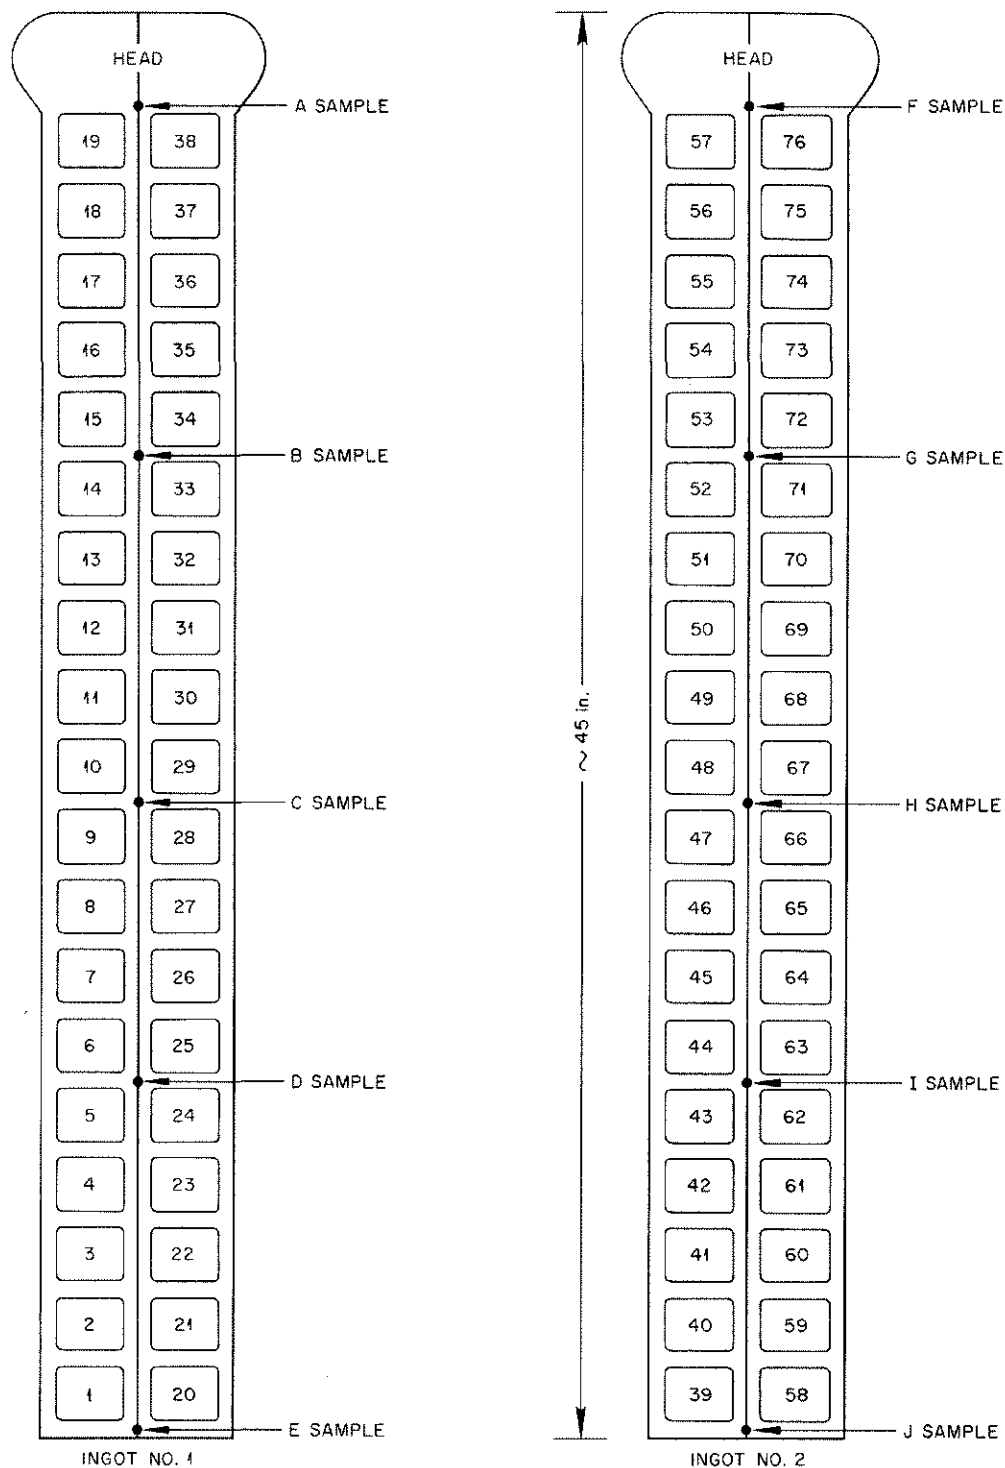 HEAD HEAD
A SAMPLE F SAMPLE
19 38 57 76
18 37 56 75
17 36 55 74
16 35 54 73
15 34 53 72
B SAMPLE G SAMPLE
14 33 52 71
13 32 51 70
12 31 50 69
11 30 49 68
~45 in.
10 29 48 67
C SAMPLE H SAMPLE
9 28 47 66
8 27 46 65
7 26 45 64
6 25 44 63
D SAMPLE I SAMPLE
5 24 43 62
4 23 42 61
3 22 41 60
2 21 40 59
1 20 39 58
E SAMPLE J SAMPLE
INGOT NO. 1 INGOT NO. 2